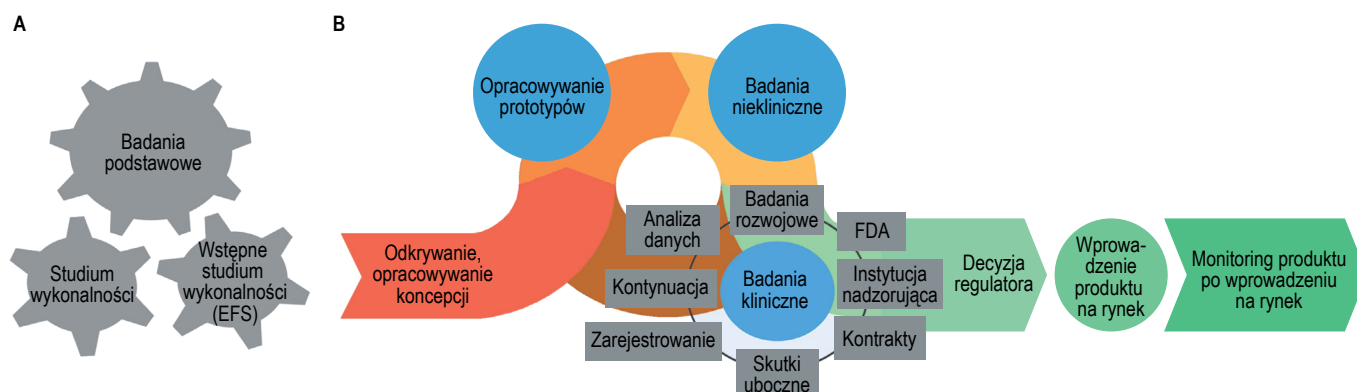 A
Badania
podstawowe
Studium
wykonalności
Wstępne
studium
wykonalności
(EFS)
B
Opracowywanie
prototypów
Badania
niekliniczne
Odkrywanie,
opracowywanie
koncepcji
Analiza
danych
Badania
rozwojowe
FDA
Kontynuacja
Badania
kliniczne
Instytucja
nadzorująca
Zarejestrowanie
Skutki
uboczne
Kontrakty
Decyzja
regulatora
Wprowa-
dzenie
produktu
na rynek
Monitoring produktu
po wprowadzeniu
na rynek